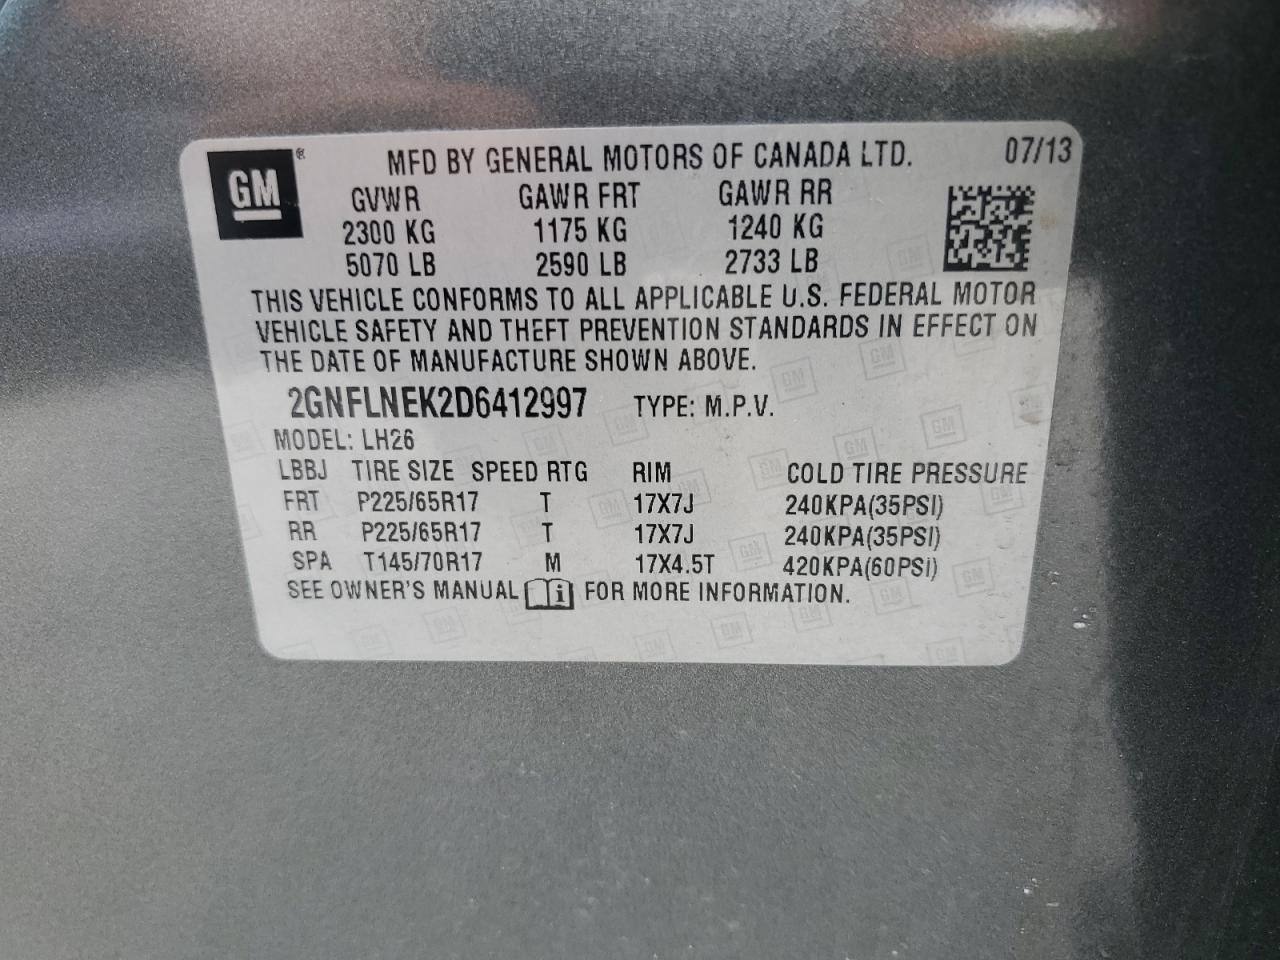 GM ® MFD BY GENERAL MOTORS OF CANADA LTD. 07/13
GVWR GAWR FRT GAWR RR
2300 KG 1175 KG 1240 KG
5070 LB 2590 LB 2733 LB
THIS VEHICLE CONFORMS TO ALL APPLICABLE U.S. FEDERAL MOTOR
VEHICLE SAFETY AND THEFT PREVENTION STANDARDS IN EFFECT ON
THE DATE OF MANUFACTURE SHOWN ABOVE.
2GNFLNEK2D6412997 TYPE: M.P.V.
MODEL: LH26
LBBJ TIRE SIZE SPEED RTG RIM COLD TIRE PRESSURE
FRT P225/65R17 T 17X7J 240KPA(35PSI)
RR P225/65R17 T 17X7J 240KPA(35PSI)
SPA T145/70R17 M 17X4.5T 420KPA(60PSI)
SEE OWNER'S MANUAL i FOR MORE INFORMATION.